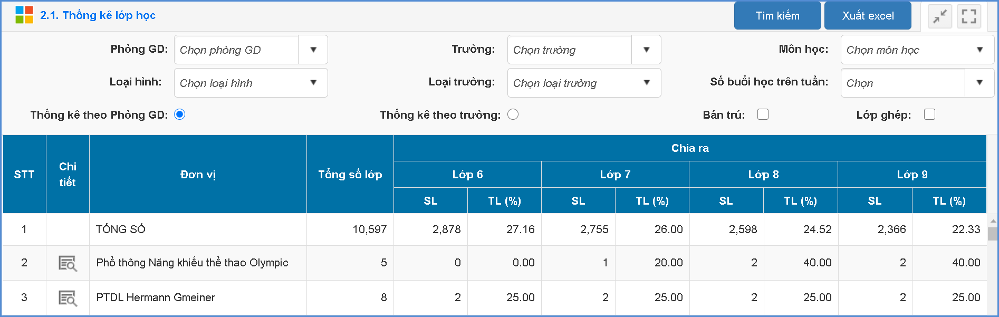 2.1. Thống kê lớp học
Tìm kiếm
Xuất excel
Phòng GD: Chọn phòng GD
Trường: Chọn trường
Môn học: Chọn môn học
Loại hình: Chọn loại hình
Loại trường: Chọn loại trường
Số buổi học trên tuần: Chọn
Thống kê theo Phòng GD:
Thống kê theo trường:
Bán trú:
Lớp ghép:
STT
Chi tiết
Đơn vị
Tổng số lớp
Chia ra
Lớp 6 Lớp 7 Lớp 8 Lớp 9
SL TL (%) SL TL (%) SL TL (%) SL TL (%)
1 TỔNG SỐ 10,597 2,878 27.16 2,755 26.00 2,598 24.52 2,366 22.33
2 Phổ thông Năng khiếu thể thao Olympic 5 0 0.00 1 20.00 2 40.00 2 40.00
3 PTDL Hermann Gmeiner 8 2 25.00 2 25.00 2 25.00 2 25.00